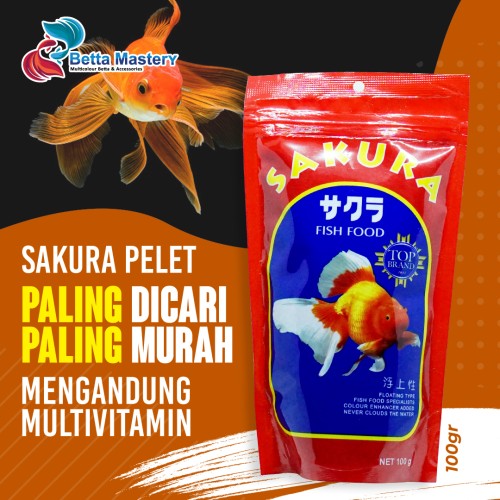 Betta Mastery
Multicolour Betta & Accessories
SAKURA
サクラ
FISH FOOD
TOP
BRAND
浮上性
FLOATING TYPE
FISH FOOD SPECIALISTS
COLOUR ENHANCER ADDED
NEVER CLOUDS THE WATER
NET 100 g
SAKURA PELET
PALING DICARI
PALING MURAH
MENGANDUNG
MULTIVITAMIN
100gr